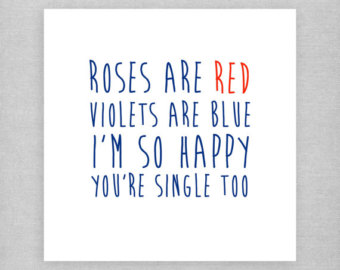 ROSES ARE RED
VIOLETS ARE BLUE
I'M SO HAPPY
YOU'RE SINGLE TOO